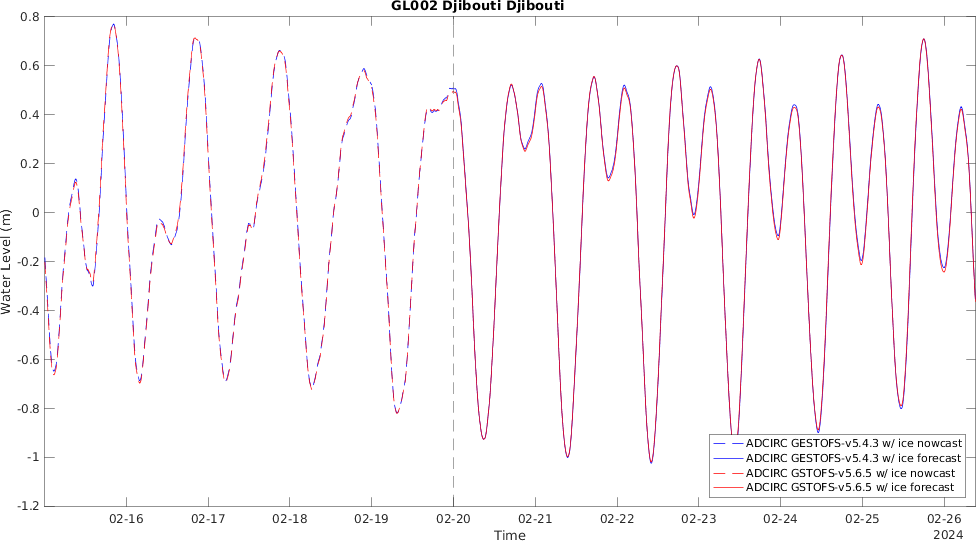 GL002 Djibouti Djibouti
0.8
0.6
0.4
0.2
0
-0.2
-0.4
-0.6
-0.8
-1
-1.2
Water Level (m)
ADCIRC GESTOFS-v5.4.3 w/ ice nowcast
ADCIRC GESTOFS-v5.4.3 w/ ice forecast
ADCIRC GSTOFS-v5.6.5 w/ ice nowcast
ADCIRC GSTOFS-v5.6.5 w/ ice forecast
02-16 02-17 02-18 02-19 02-20 02-21 02-22 02-23 02-24 02-25 02-26
Time
2024